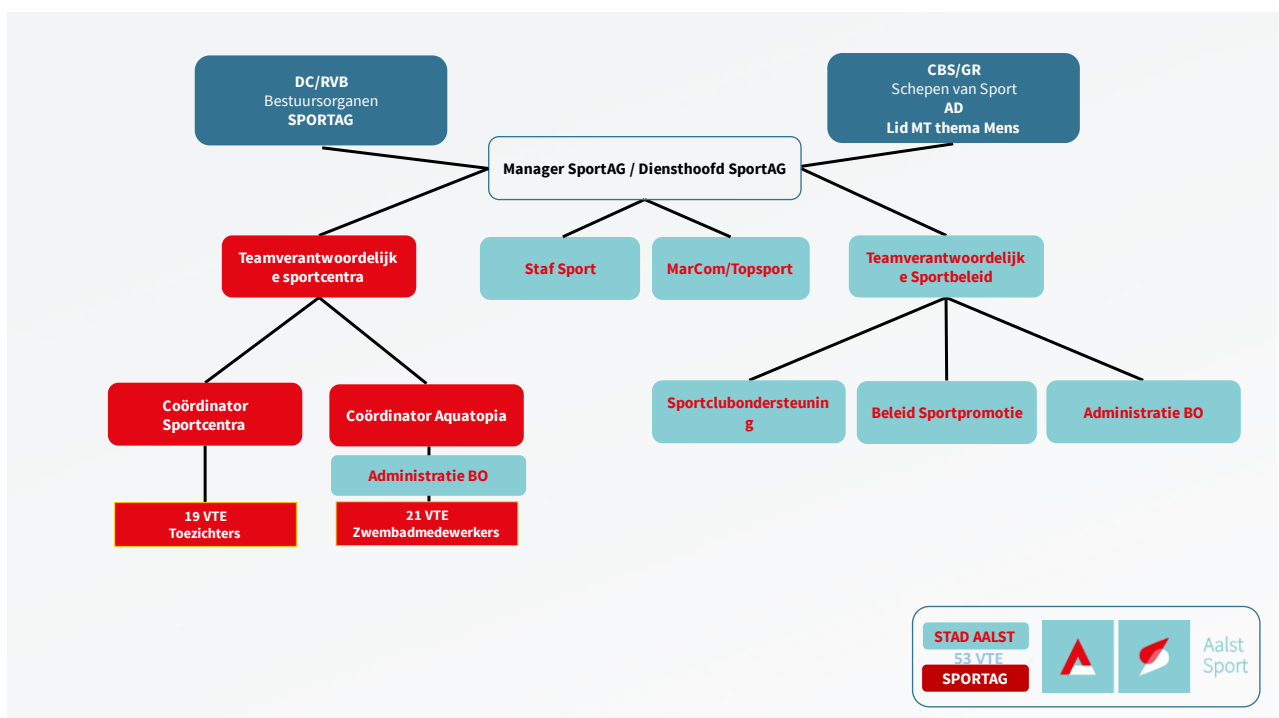 DC/RVB
Bestuursorganen
SPORTAG
CBS/GR
Schepen van Sport
AD
Lid MT thema Mens
Manager SportAG / Diensthoofd SportAG
Teamverantwoordelijk
e sportcentra
Staf Sport
MarCom/Topsport
Teamverantwoordelijk
e Sportbeleid
Coördinator
Sportcentra
Coördinator Aquatopia
Sportclubondersteunin
g
Beleid Sportpromotie
Administratie BO
Administratie BO
19 VTE
Toezichters
21 VTE
Zwembadmedewerkers
STAD AALST
53 VTE
SPORTAG
Aalst
Sport